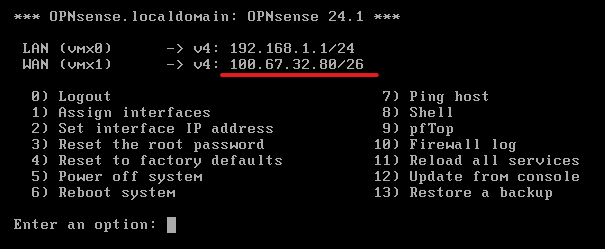 *** OPNsense.localdomain: OPNsense 24.1 ***
LAN (vmx0) -> v4: 192.168.1.1/24
WAN (vmx1) -> v4: 100.67.32.80/26
0) Logout 7) Ping host
1) Assign interfaces 8) Shell
2) Set interface IP address 9) pfTop
3) Reset the root password 10) Firewall log
4) Reset to factory defaults 11) Reload all services
5) Power off system 12) Update from console
6) Reboot system 13) Restore a backup
Enter an option: